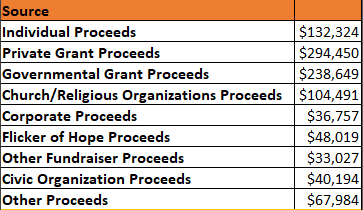 Source
Individual Proceeds $132,324
Private Grant Proceeds $294,450
Governmental Grant Proceeds $238,649
Church/Religious Organizations Proceeds $104,491
Corporate Proceeds $36,757
Flicker of Hope Proceeds $48,019
Other Fundraiser Proceeds $33,027
Civic Organization Proceeds $40,194
Other Proceeds $67,984